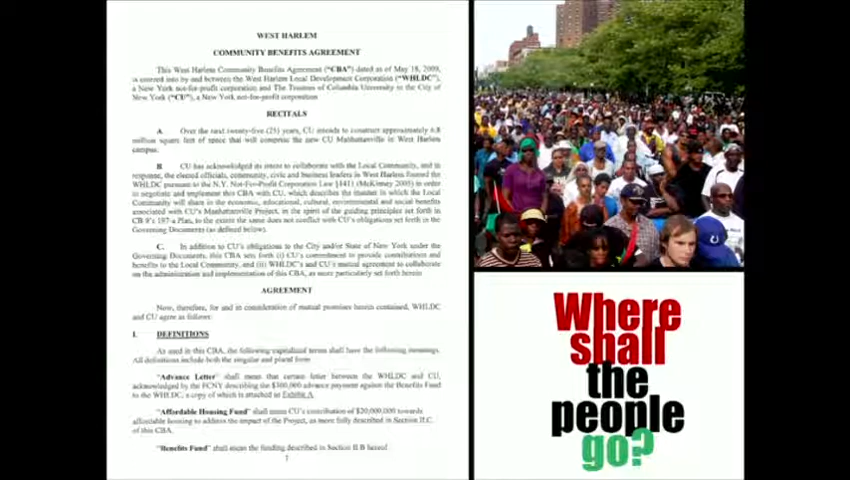 WEST HARLEM
COMMUNITY BENEFITS AGREEMENT
This West Harlem Community Benefits Agreement ("CBA") dated as of May 18, 2009,
is entered into by and between the West Harlem Local Development Corporation ("WHLDC"),
a New York not-for-profit corporation and The Trustees of Columbia University in the City of
New York ("CU"), a New York not-for-profit corporation
RECITALS
A. Over the next twenty-five (25) years, CU intends to construct approximately 6.8
million square feet of space that will comprise the new CU Manhattanville in West Harlem
campus.
B. CU has acknowledged its intent to collaborate with the Local Community, and in
response, the elected officials, community, civic and business leaders in West Harlem formed the
WHLDC pursuant to the N.Y. Not-For-Profit Corporation Law §1411 (McKinney 2005) in order
to negotiate and implement this CBA with CU, which describes the manner in which the Local
Community will share in the economic, educational, cultural, environmental and social benefits
associated with CU's Manhattanville Project, in the spirit of the guiding principles set forth in
CB 9's 197-a Plan, to the extent the same does not conflict with CU's obligations set forth in the
Governing Documents (as defined below).
C. In addition to CU's obligations to the City and/or State of New York under the
Governing Documents, this CBA sets forth (i) CU's commitment to provide contributions and
benefits to the Local Community, and (ii) WHLDC's and CU's mutual agreement to collaborate
on the administration and implementation of this CBA, as more particularly set forth herein
AGREEMENT
Now, therefore, for and in consideration of mutual promises herein contained, WHLDC
and CU agree as follows:
I. DEFINITIONS
As used in this CBA, the following capitalized terms shall have the following meanings.
All definitions include both the singular and plural form
"Advance Letter" shall mean that certain letter between the WHLDC and CU,
acknowledged by the FCNY describing the $300,000 advance payment against the Benefits Fund
to the WHLDC, a copy of which is attached as Exhibit A.
"Affordable Housing Fund" shall mean CU's contribution of $20,000,000 towards
affordable housing to address the impact of the Project, as more fully described in Section II.C.
of this CBA.
"Benefits Fund" shall mean the funding described in Section II.B hereof
1
Where
shall
the
people
go?